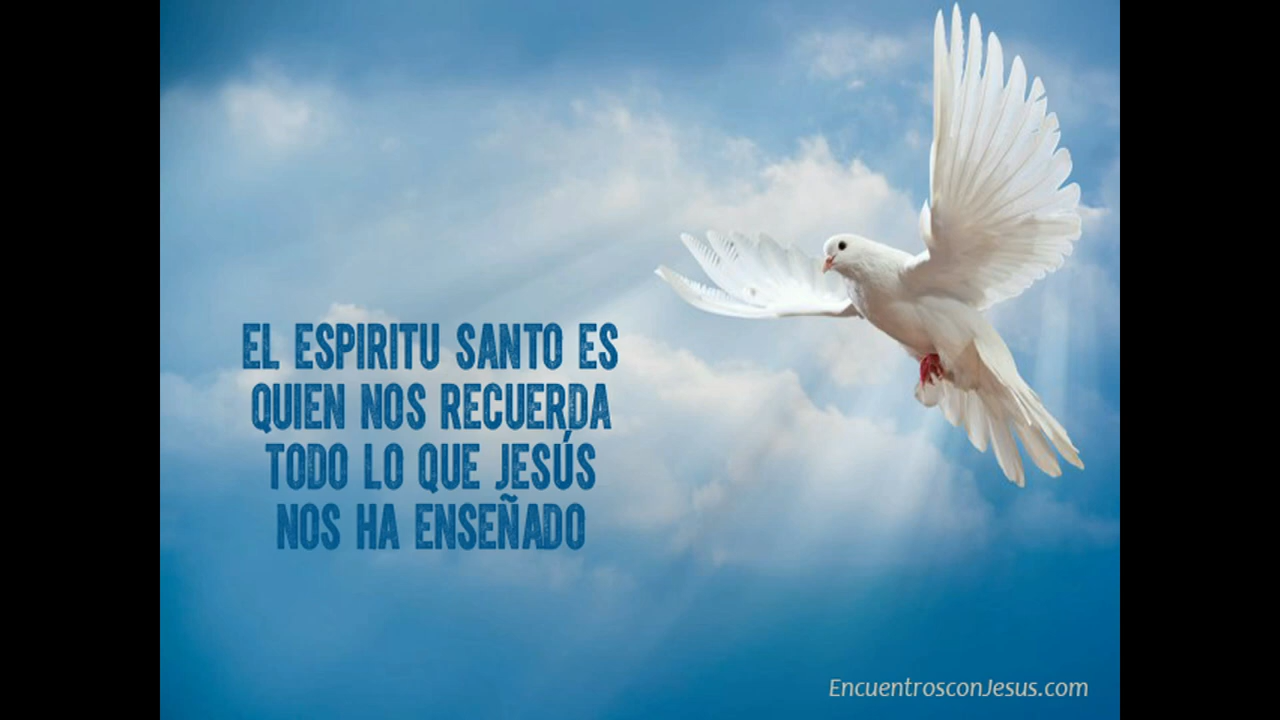 EL ESPIRITU SANTO ES
QUIEN NOS RECUERDA
TODO LO QUE JESÚS
NOS HA ENSEÑADO
EncuentrosconJesus.com